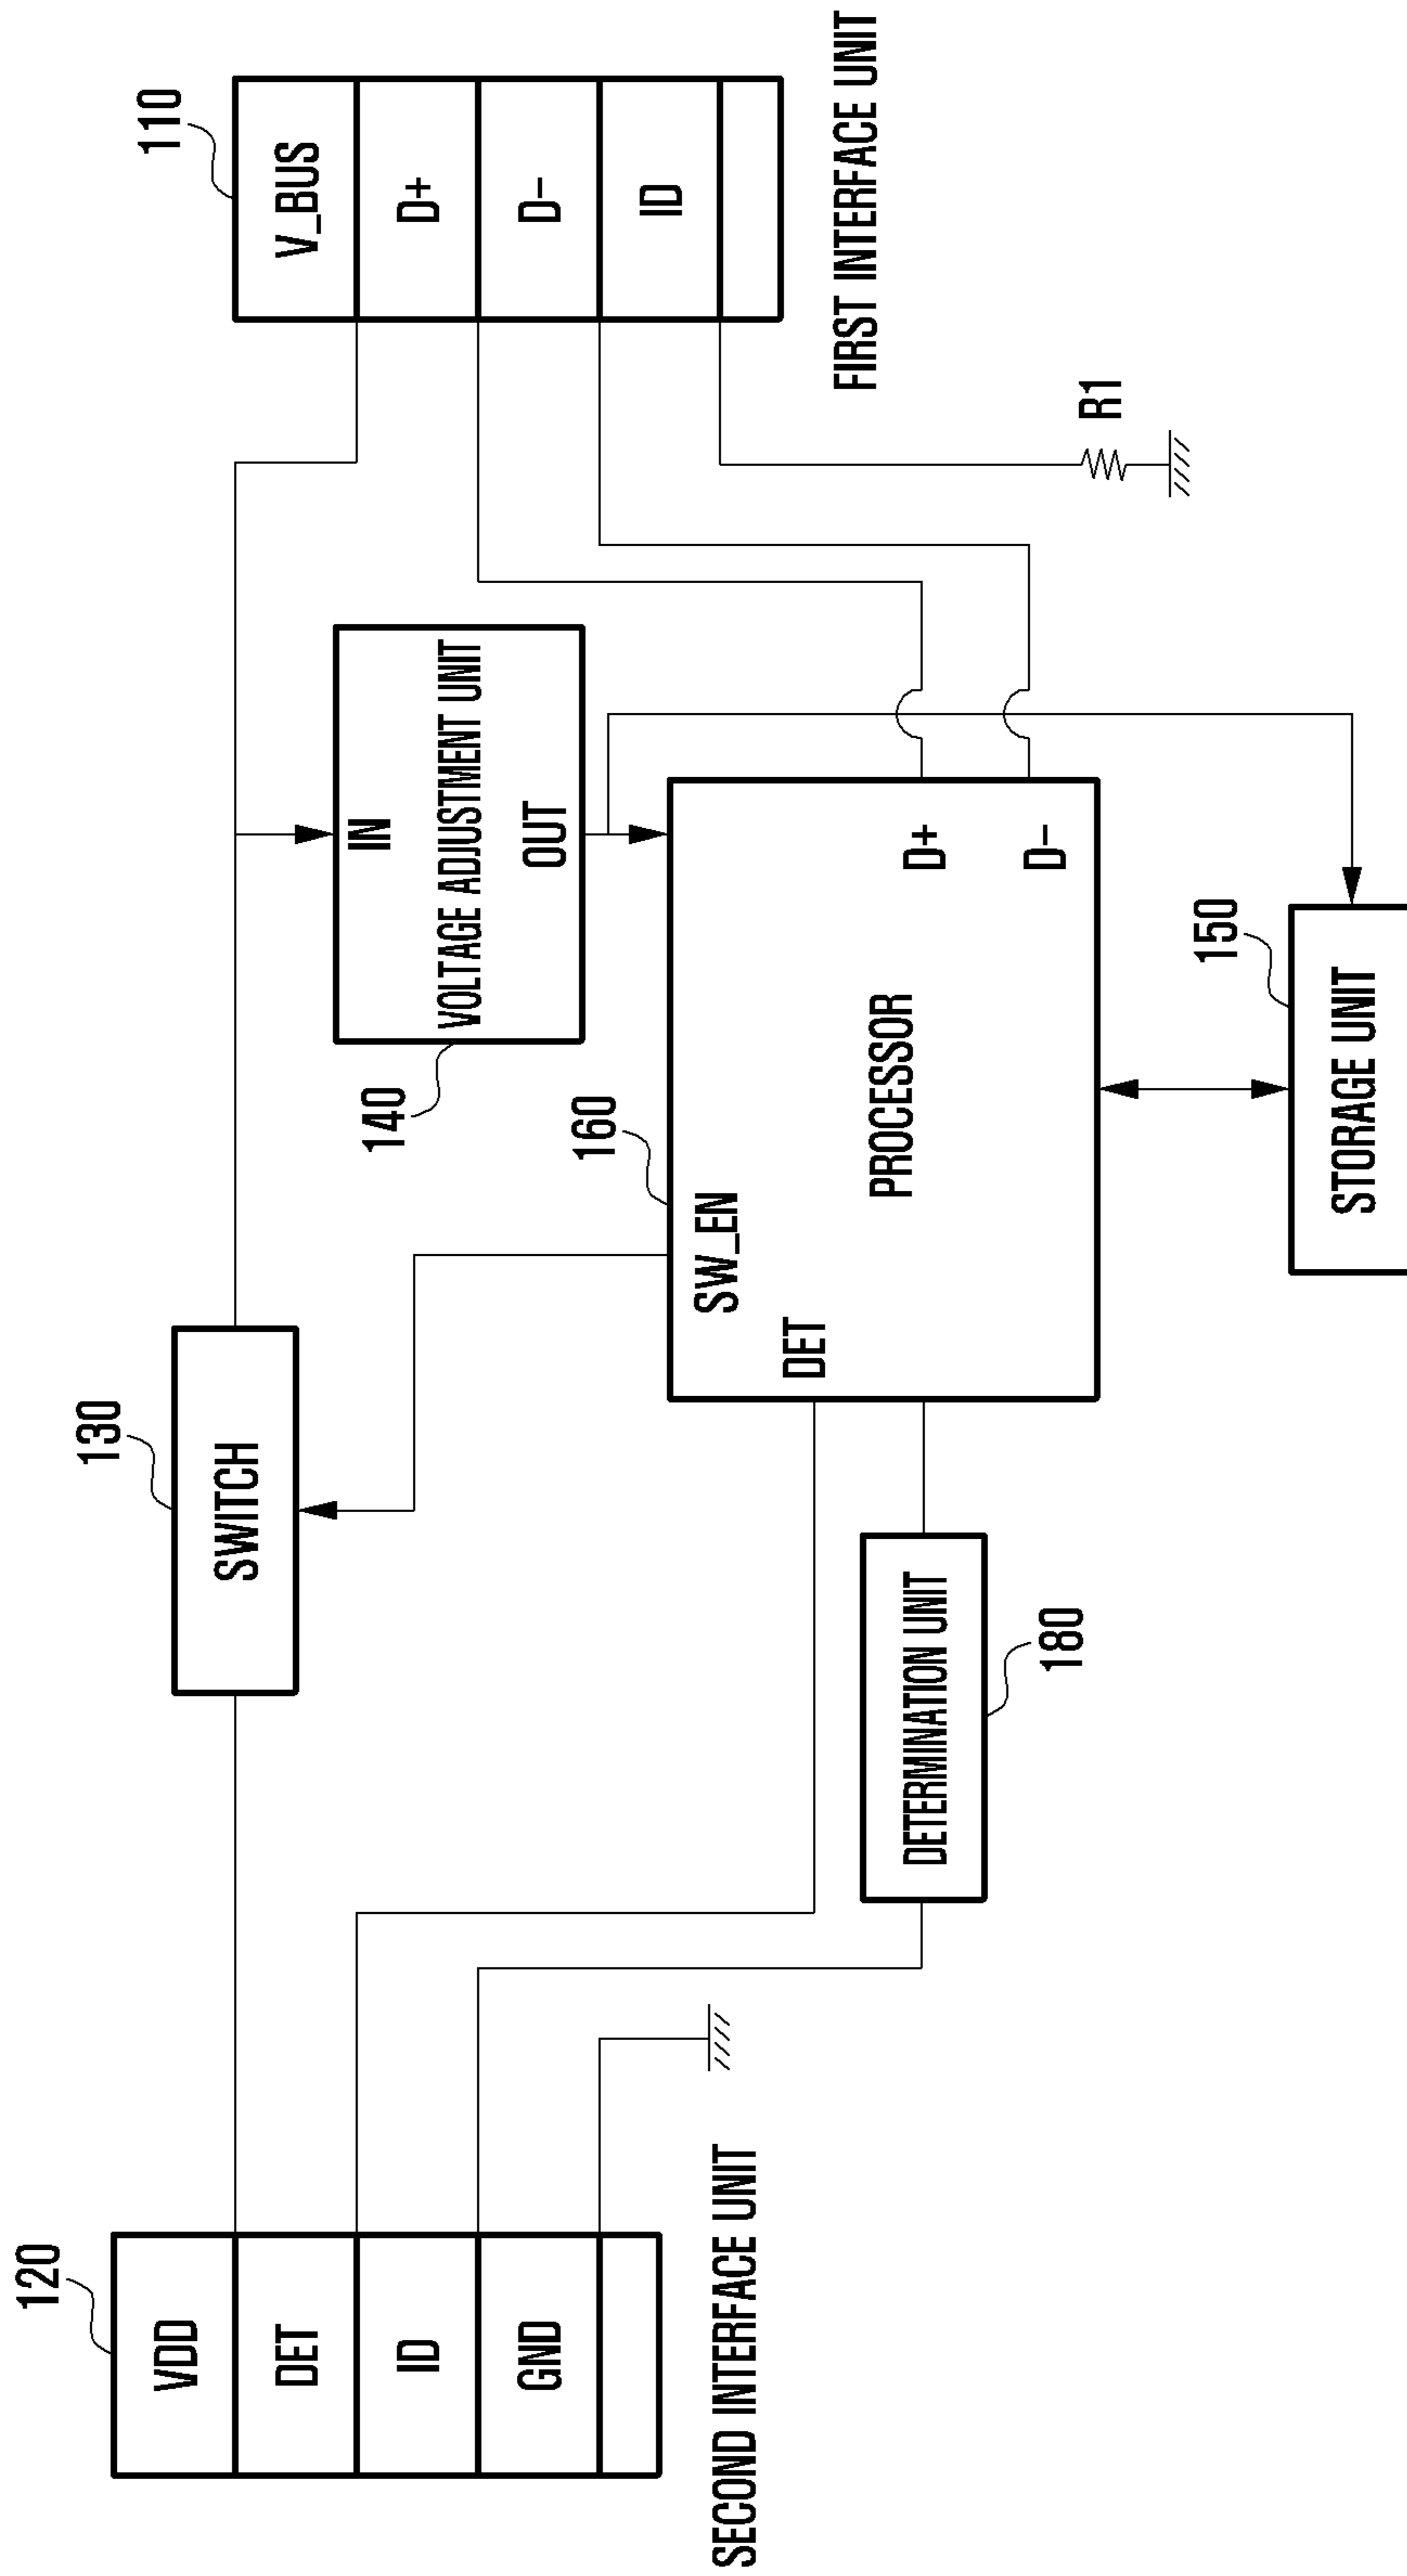 120
VDD
DET
ID
GND
SECOND INTERFACE UNIT
130
SWITCH
140
IN
VOLTAGE ADJUSTMENT UNIT
OUT
110
V_BUS
D+
D-
ID
FIRST INTERFACE UNIT
R1
160
SW_EN
DET
PROCESSOR
D+
D-
DETERMINATION UNIT
180
150
STORAGE UNIT